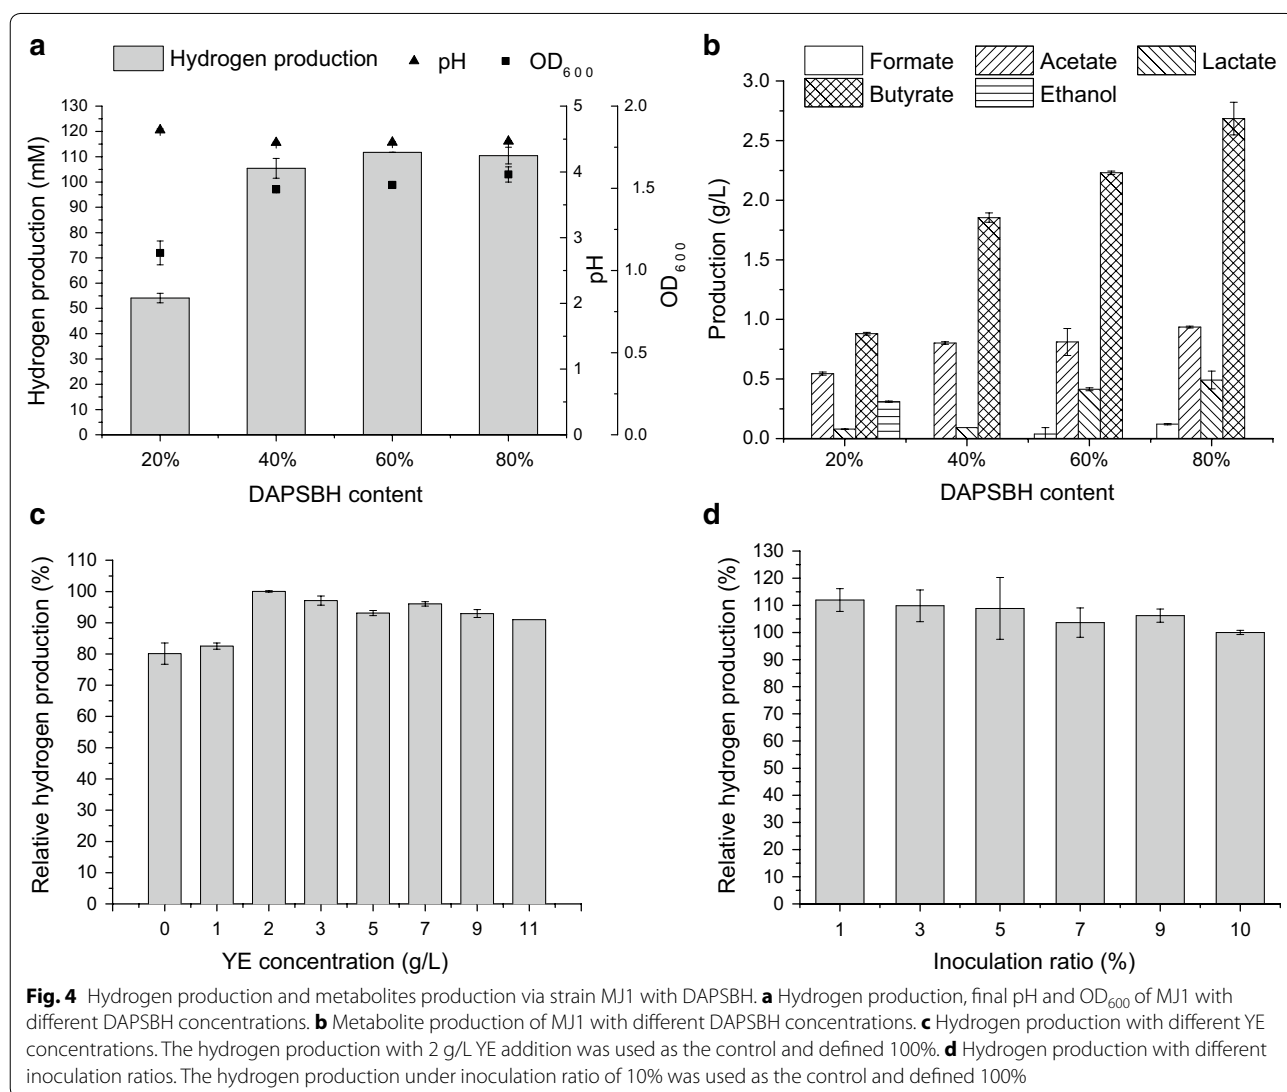 a
Hydrogen production pH OD600
130
120
110
100
90
80
70
60
50
40
30
20
10
0
Hydrogen production (mM)
5
4
3
2
1
0
pH
2.0
1.5
1.0
0.5
0.0
OD600
20% 40% 60% 80%
DAPSBH content
b
Formate Acetate Lactate
Butyrate Ethanol
3.0
2.5
2.0
1.5
1.0
0.5
0.0
Production (g/L)
20% 40% 60% 80%
DAPSBH content
c
110
100
90
80
70
60
50
40
30
20
10
0
Relative hydrogen production (%)
0 1 2 3 5 7 9 11
YE concentration (g/L)
d
130
120
110
100
90
80
70
60
50
40
30
20
10
0
Relative hydrogen production (%)
1 3 5 7 9 10
Inoculation ratio (%)
Fig. 4 Hydrogen production and metabolites production via strain MJ1 with DAPSBH. a Hydrogen production, final pH and OD600 of MJ1 with
different DAPSBH concentrations. b Metabolite production of MJ1 with different DAPSBH concentrations. c Hydrogen production with different YE
concentrations. The hydrogen production with 2 g/L YE addition was used as the control and defined 100%. d Hydrogen production with different
inoculation ratios. The hydrogen production under inoculation ratio of 10% was used as the control and defined 100%